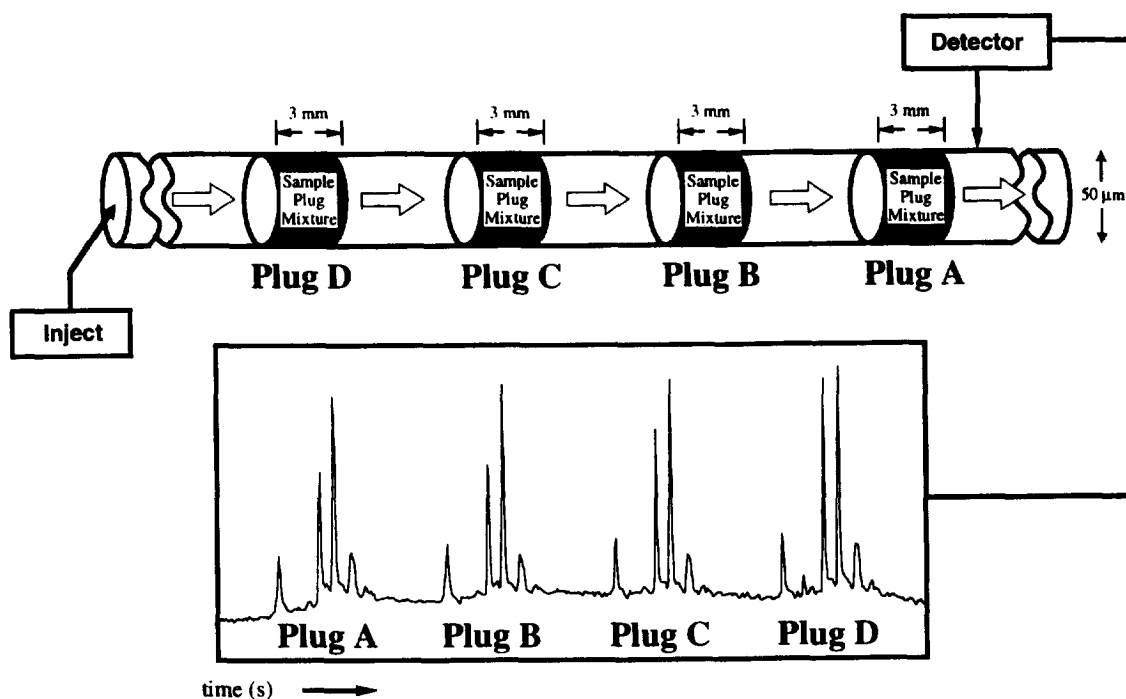 Detector
3 mm
3 mm
3 mm
3 mm
Sample
Plug
Mixture
Sample
Plug
Mixture
Sample
Plug
Mixture
Sample
Plug
Mixture
50 μm
Plug D
Plug C
Plug B
Plug A
Inject
Plug A
Plug B
Plug C
Plug D
time (s)